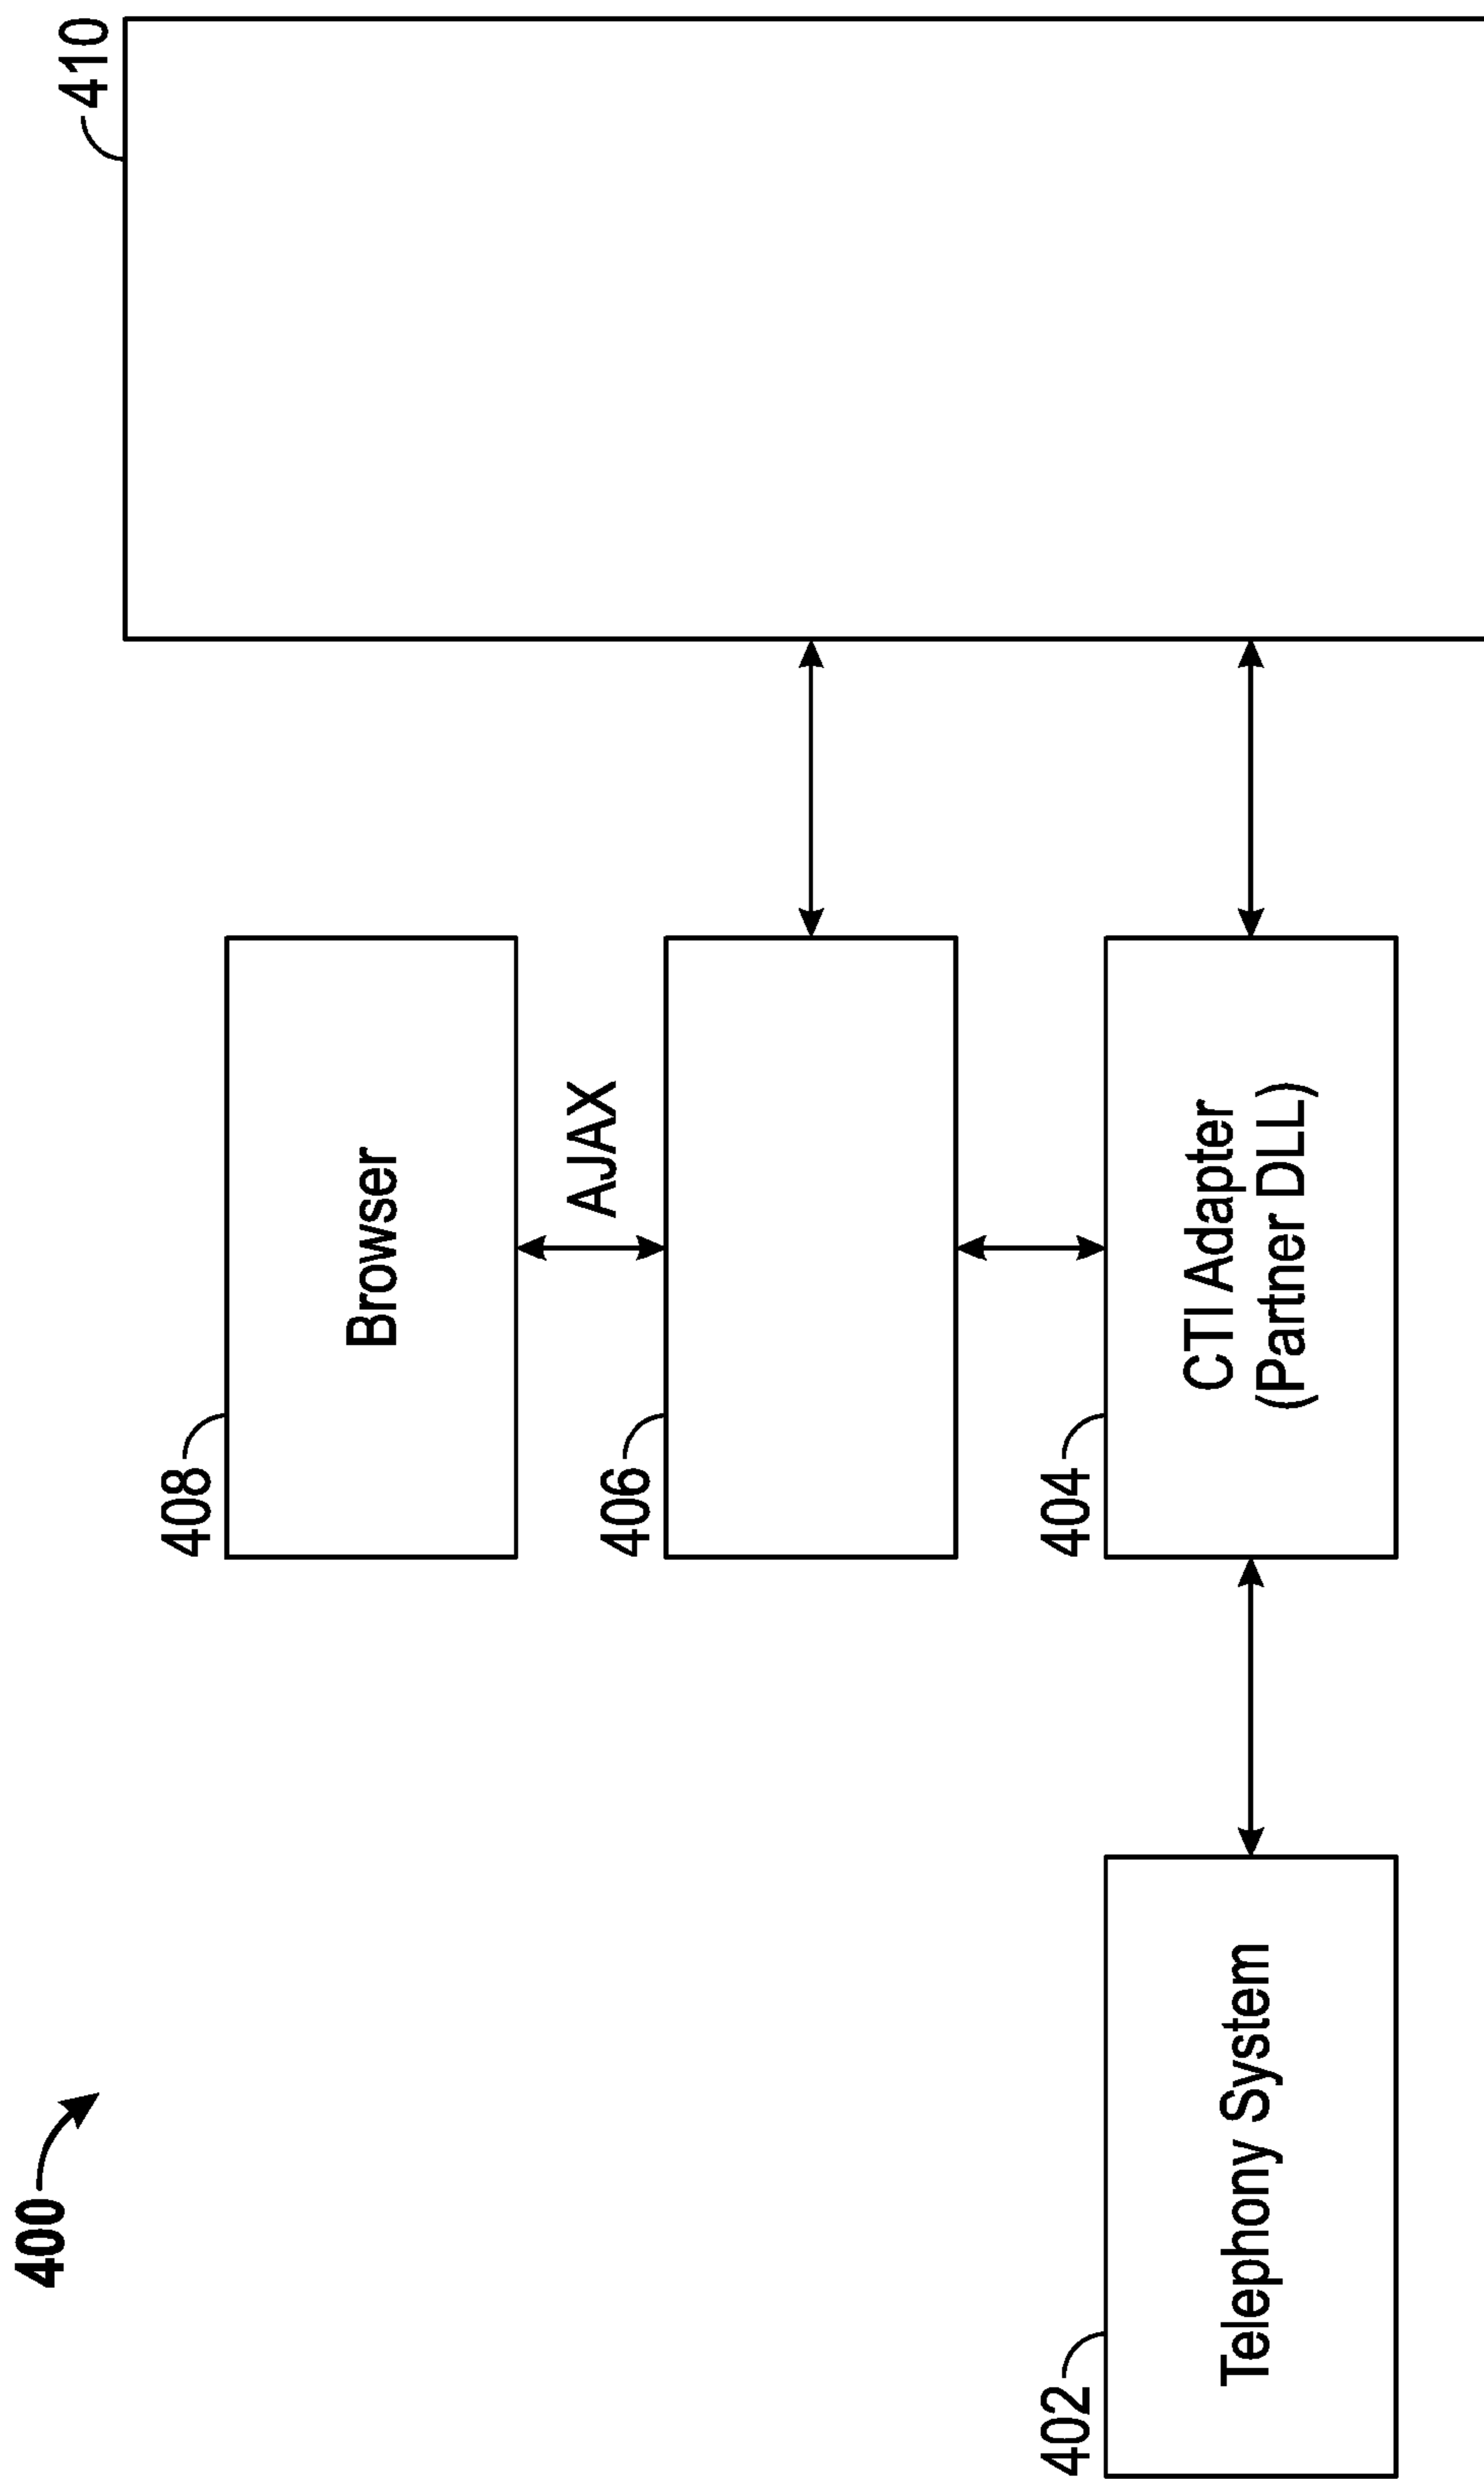 400
408
Browser
AJAX
406
404
CTI Adapter
(Partner DLL)
402
Telephony System
410